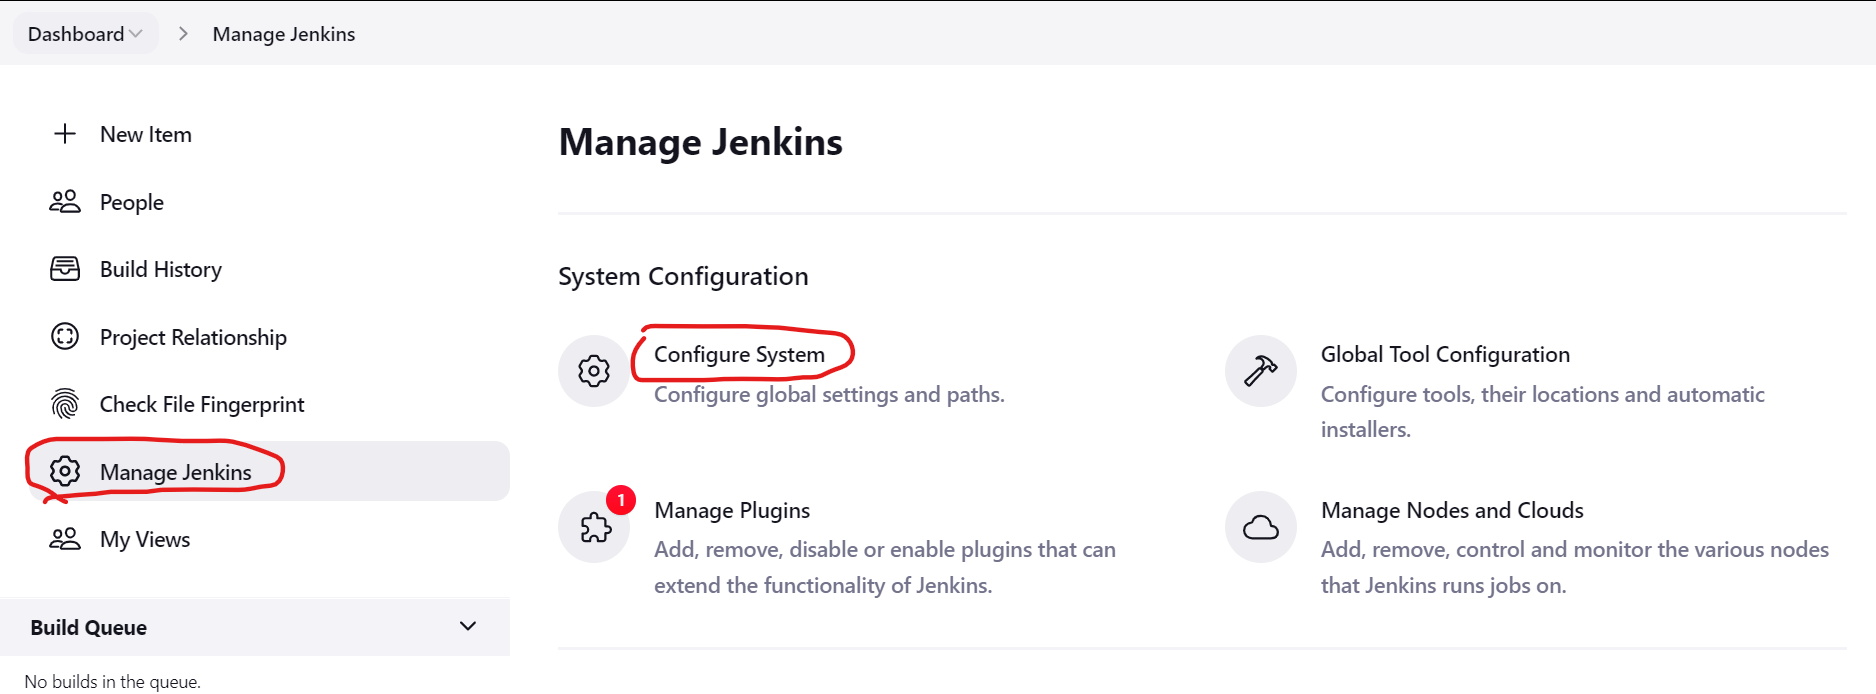 Dashboard > Manage Jenkins
New Item
People
Build History
Project Relationship
Check File Fingerprint
Manage Jenkins
My Views
Build Queue
No builds in the queue.
Manage Jenkins
System Configuration
Configure System
Configure global settings and paths.
Global Tool Configuration
Configure tools, their locations and automatic
installers.
1
Manage Plugins
Add, remove, disable or enable plugins that can
extend the functionality of Jenkins.
Manage Nodes and Clouds
Add, remove, control and monitor the various nodes
that Jenkins runs jobs on.